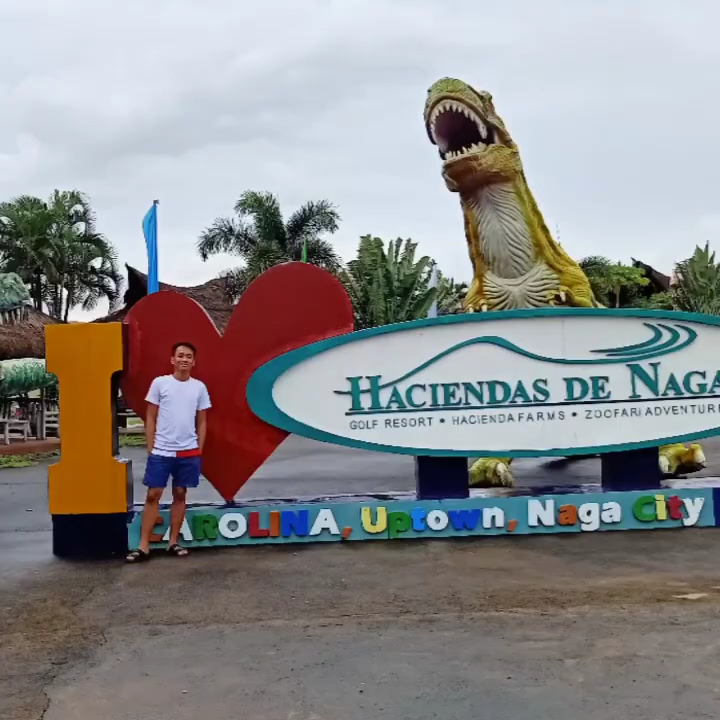 I
HACIENDAS DE NAGA
GOLF RESORT • HACIENDA FARMS • ZOOFARI ADVENTUR
CAROLINA, Uptown, Naga City